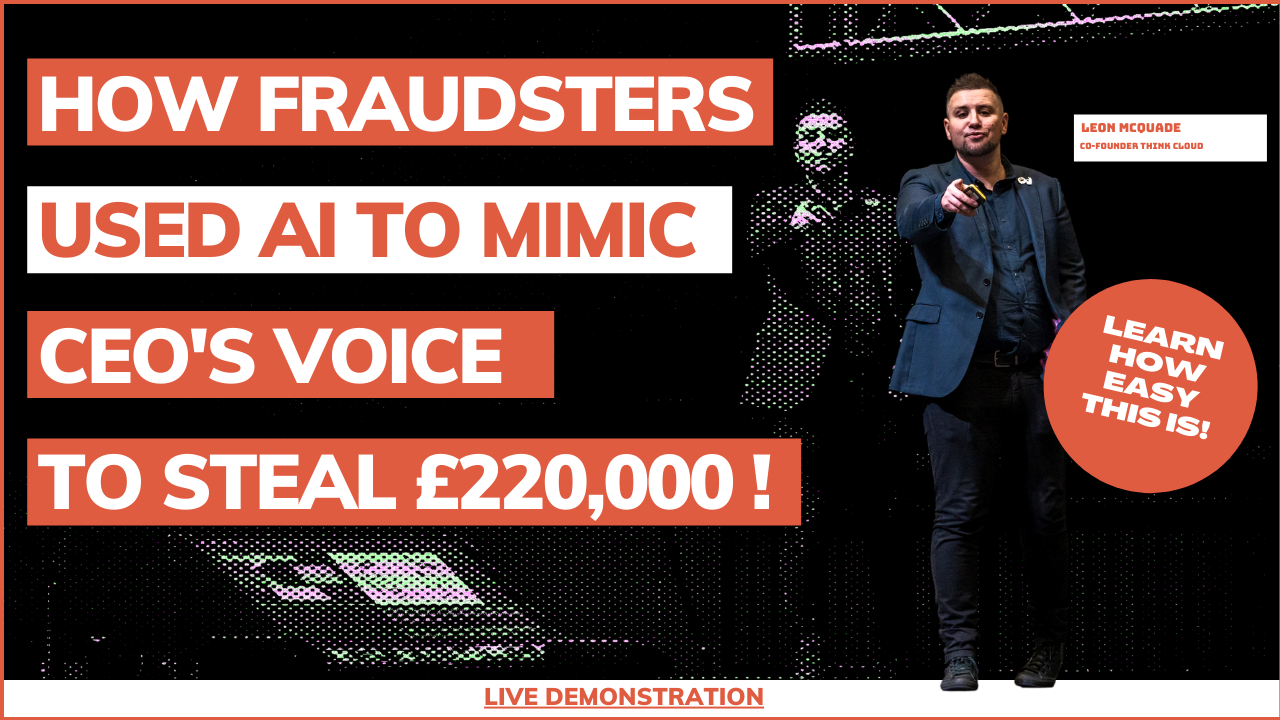 HOW FRAUDSTERS
USED AI TO MIMIC
CEO'S VOICE
TO STEAL £220,000 !
LEON MCQUADE
CO-FOUNDER THINK CLOUD
LEARN
HOW
EASY
THIS IS!
LIVE DEMONSTRATION